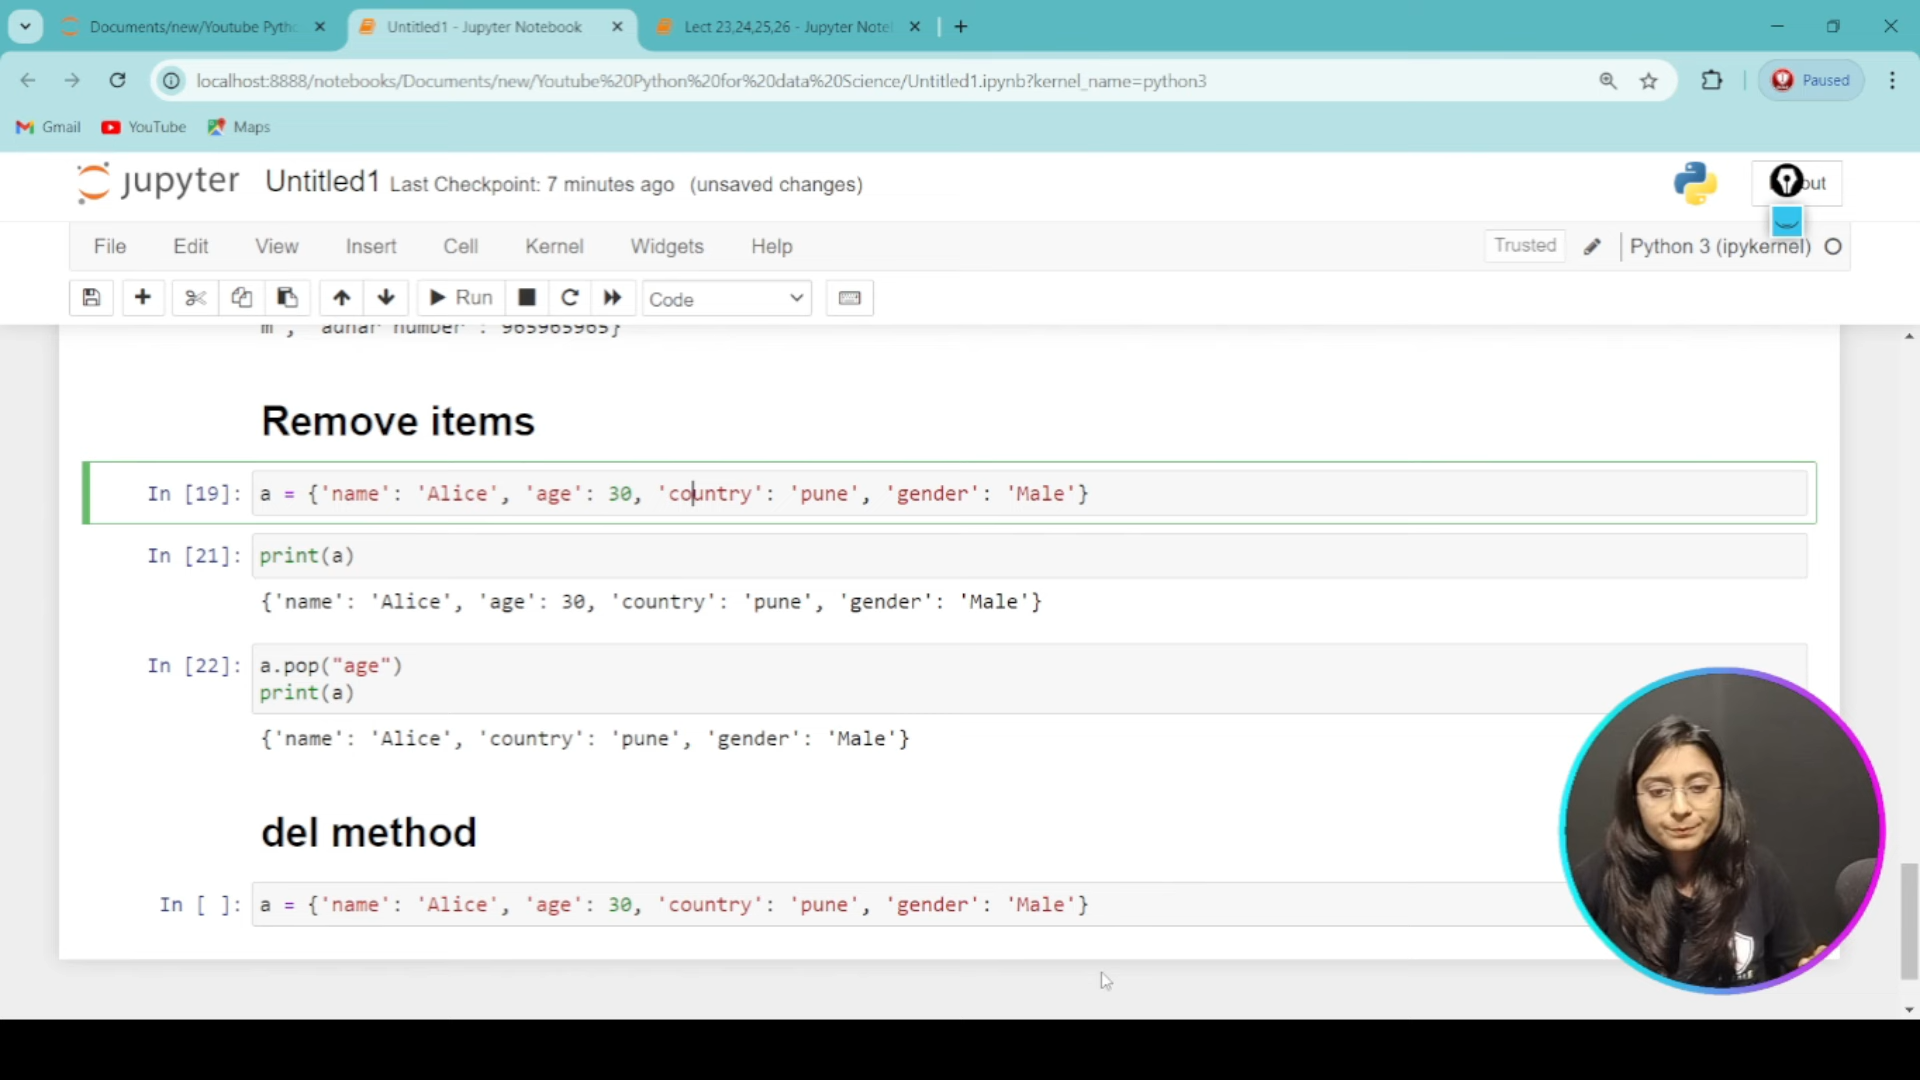 Documents/new/Youtube Pytho
Untitled1 - Jupyter Notebook
Lect 23,24,25,26 - Jupyter Note
localhost:8888/notebooks/Documents/new/Youtube%20Python%20for%20data%20Science/Untitled1.ipynb?kernel_name=python3
Paused
Gmail YouTube Maps
jupyter Untitled1 Last Checkpoint: 7 minutes ago (unsaved changes)
out
File Edit View Insert Cell Kernel Widgets Help
Trusted Python 3 (ipykernel)
Run Code
m', 'adhar number': 965965965}
Remove items
In [19]: a = {'name': 'Alice', 'age': 30, 'country': 'pune', 'gender': 'Male'}
In [21]: print(a)
{'name': 'Alice', 'age': 30, 'country': 'pune', 'gender': 'Male'}
In [22]: a.pop("age")
print(a)
{'name': 'Alice', 'country': 'pune', 'gender': 'Male'}
del method
In [ ]: a = {'name': 'Alice', 'age': 30, 'country': 'pune', 'gender': 'Male'}